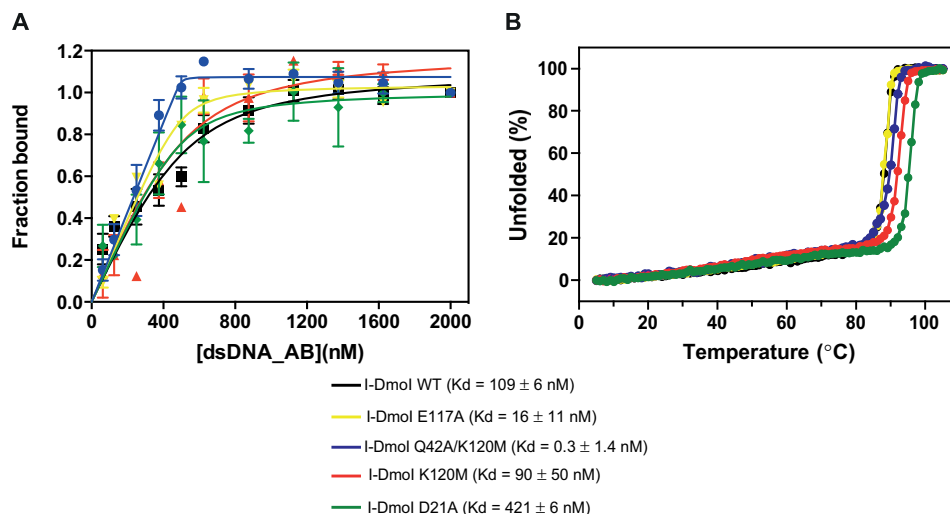 A
B
1.2
1.0
0.8
0.6
0.4
0.2
0.0
Fraction bound
0
400
800
1200
1600
2000
[dsDNA_AB](nM)
100
80
60
40
20
0
Unfolded (%)
0
20
40
60
80
100
Temperature (°C)
I-DmoI WT (Kd = 109 ± 6 nM)
I-DmoI E117A (Kd = 16 ± 11 nM)
I-DmoI Q42A/K120M (Kd = 0.3 ± 1.4 nM)
I-DmoI K120M (Kd = 90 ± 50 nM)
I-DmoI D21A (Kd = 421 ± 6 nM)